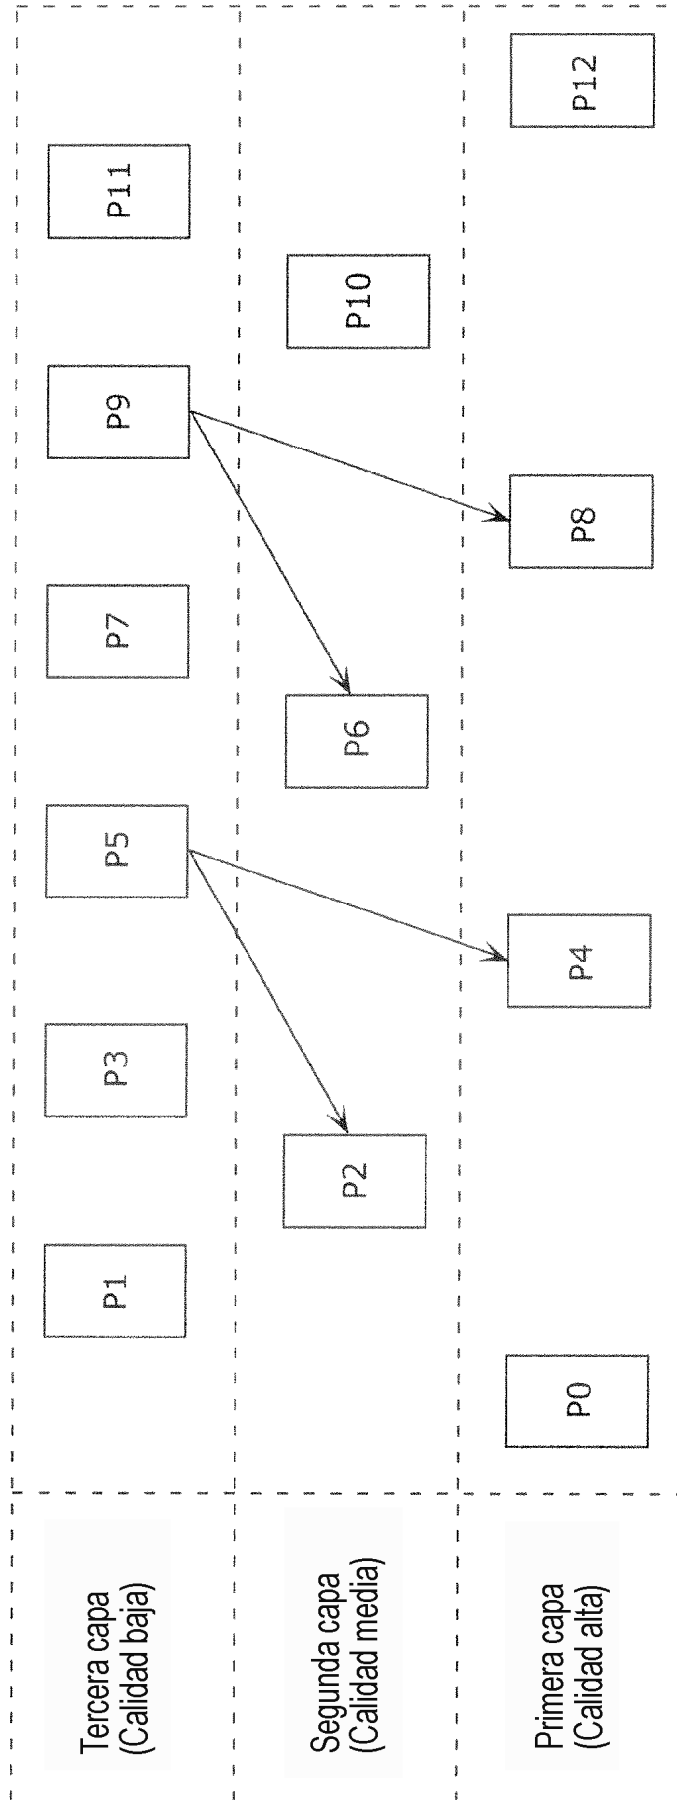 Tercera capa
(Calidad baja)
P1
P3
P5
P7
P9
P11
Segunda capa
(Calidad media)
P2
P6
P10
Primera capa
(Calidad alta)
P0
P4
P8
P12